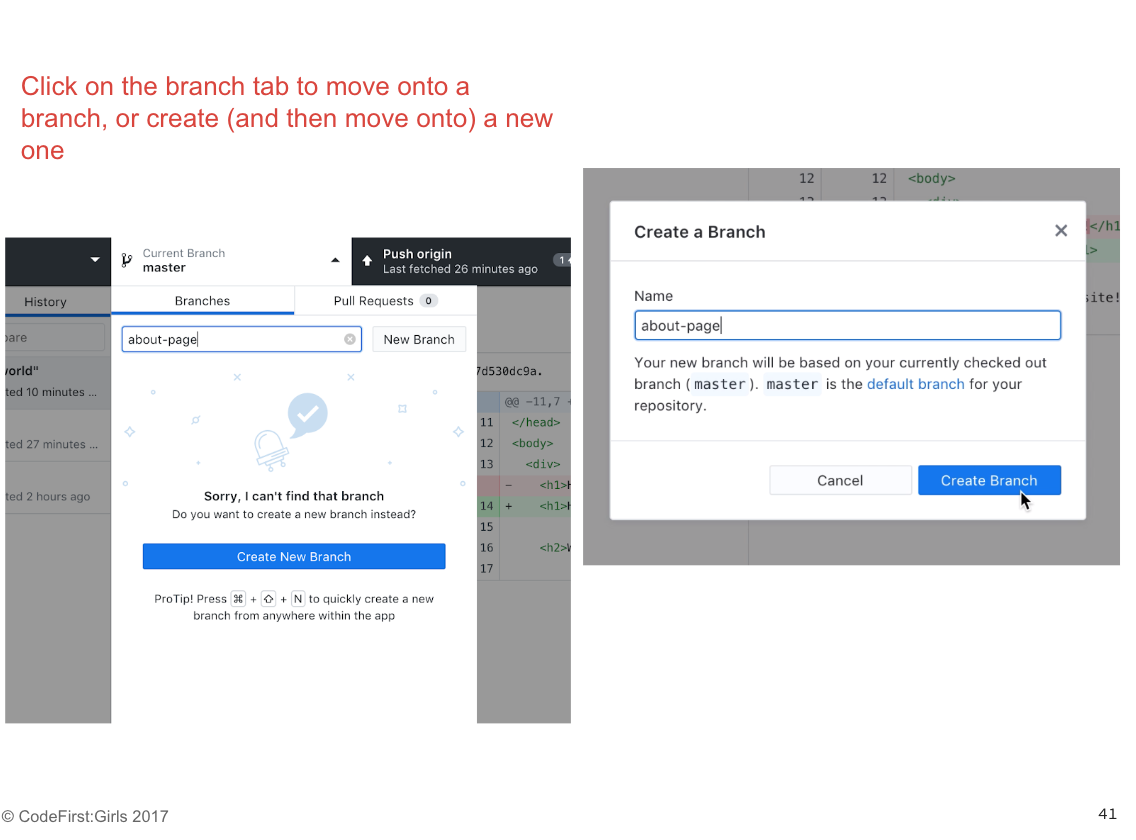 Click on the branch tab to move onto a
branch, or create (and then move onto) a new
one
Current Branch
master
Push origin
Last fetched 26 minutes ago
1
History
Branches
Pull Requests 0
about-page
New Branch
world"
ted 10 minutes ...
ted 27 minutes ...
ted 2 hours ago
Sorry, I can't find that branch
Do you want to create a new branch instead?
Create New Branch
ProTip! Press ⌘ + ⇧ + N to quickly create a new
branch from anywhere within the app
7d530dc9a.
@@ -11,7 +
11 </head>
12 <body>
13 <div>
- <h1>H
14 + <h1>H
15
16 <h2>W
17
12 12 <body>
</h1
site!
Create a Branch
Name
about-page
Your new branch will be based on your currently checked out
branch (master). master is the default branch for your
repository.
Cancel
Create Branch
© CodeFirst:Girls 2017
41